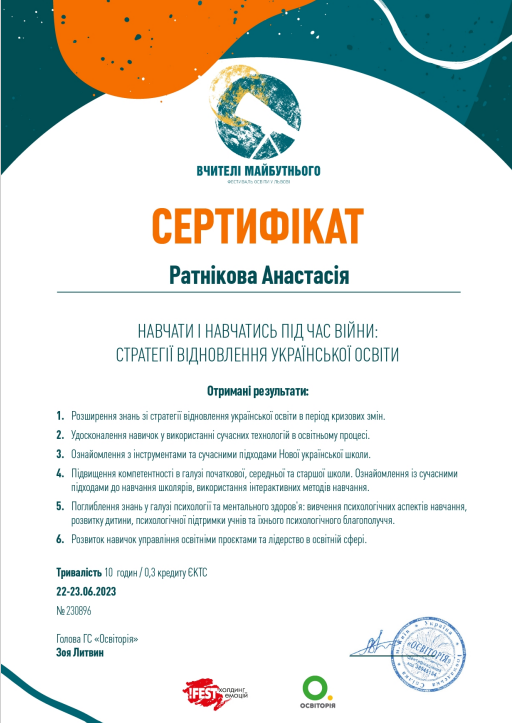 ВЧИТЕЛІ МАЙБУТНЬОГО
ФЕСТИВАЛЬ ОСВІТИ У ЛЬВОВІ
СЕРТИФІКАТ
Ратнікова Анастасія
НАВЧАТИ І НАВЧАТИСЬ ПІД ЧАС ВІЙНИ:
СТРАТЕГІЇ ВІДНОВЛЕННЯ УКРАЇНСЬКОЇ ОСВІТИ
Отримані результати:
1. Розширення знань зі стратегії відновлення української освіти в період кризових змін.
2. Удосконалення навичок у використанні сучасних технологій в освітньому процесі.
3. Ознайомлення з інструментами та сучасними підходами Нової української школи.
4. Підвищення компетентності в галузі початкової, середньої та старшої школи. Ознайомлення із сучасними
підходами до навчання школярів, використання інтерактивних методів навчання.
5. Поглиблення знань у галузі психології та ментального здоров'я: вивчення психологічних аспектів навчання,
розвитку дитини, психологічної підтримки учнів та їхнього психологічного благополуччя.
6. Розвиток навичок управління освітніми проєктами та лідерство в освітній сфері.
Тривалість 10 годин / 0,3 кредиту ЄКТС
22-23.06.2023
№ 230896
Голова ГС «Освіторія»
Зоя Литвин
«ОСВІТОРІЯ»
!FEST
холдинг
емоцій
ОСВІТОРІЯ